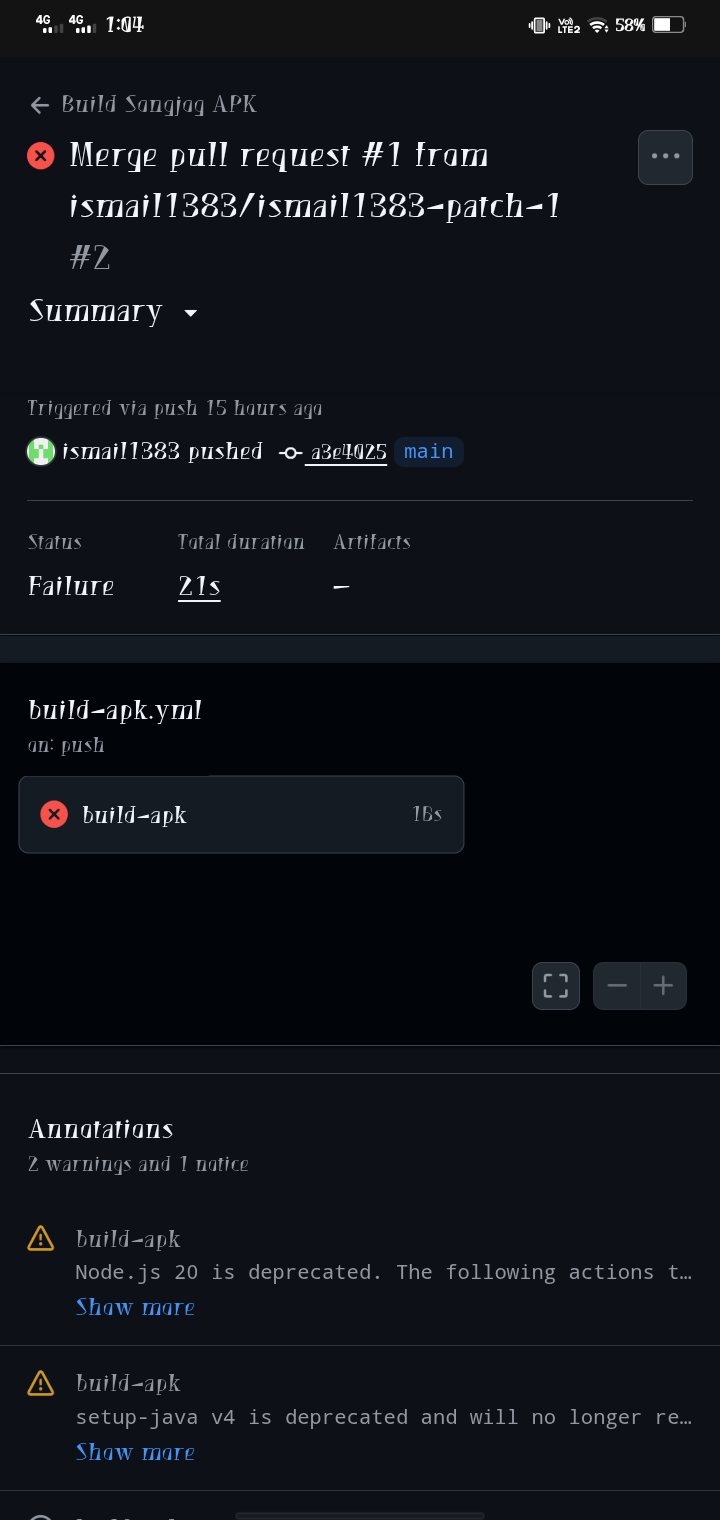 4G 4G 1:04 VoD LTE2 58%
Build Sangjag APK
Merge pull request #1 from
ismail1383/ismail1383-patch-1
#2
Summary
Triggered via push 15 hours ago
ismail1383 pushed a3e4025 main
Status Total duration Artifacts
Failure 21s –
build-apk.yml
on: push
build-apk 18s
Annotations
2 warnings and 1 notice
build-apk
Node.js 20 is deprecated. The following actions t…
Show more
build-apk
setup-java v4 is deprecated and will no longer re…
Show more